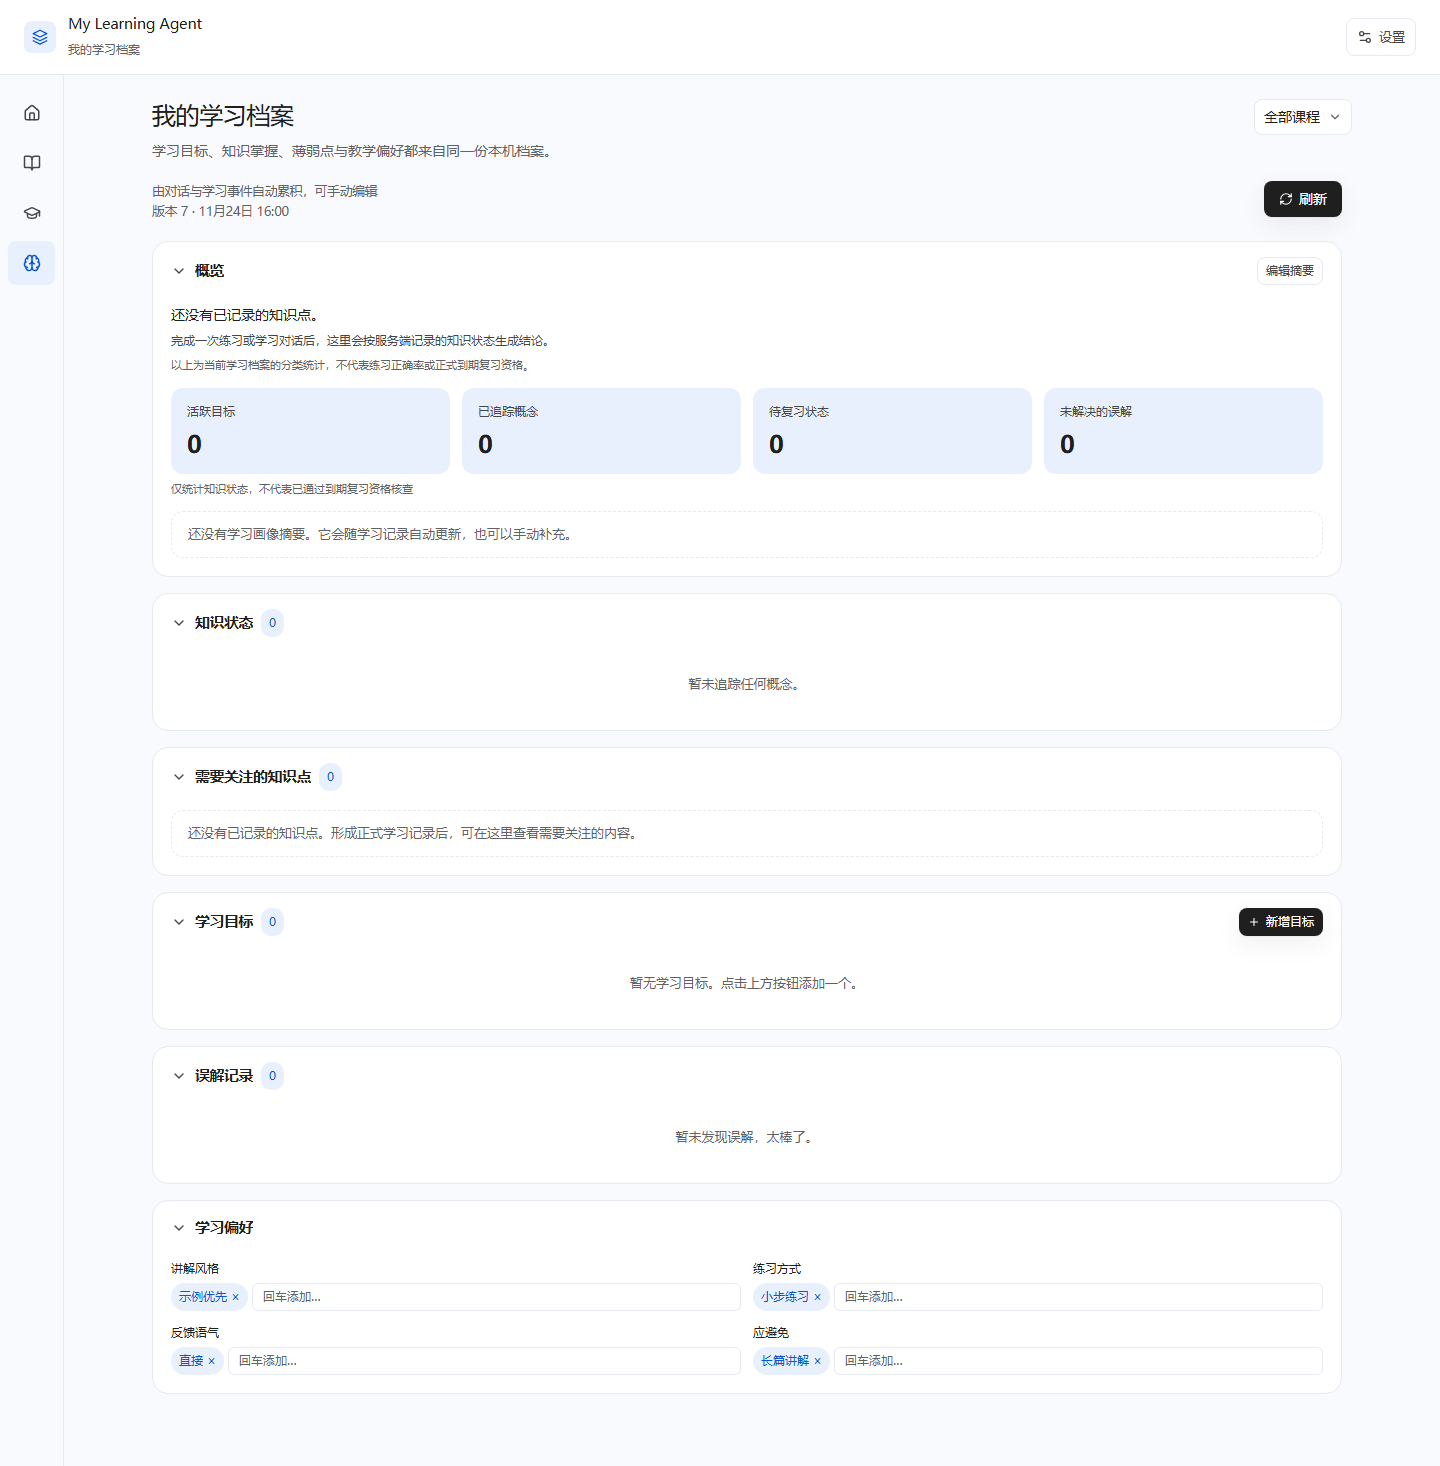 My Learning Agent
我的学习档案
设置
我的学习档案
全部课程
学习目标、知识掌握、薄弱点与教学偏好都来自同一份本机档案。
由对话与学习事件自动累积，可手动编辑
版本 7 · 11月24日 16:00
刷新
概览
编辑摘要
还没有已记录的知识点。
完成一次练习或学习对话后，这里会按服务端记录的知识状态生成结论。
以上为当前学习档案的分类统计，不代表练习正确率或正式到期复习资格。
活跃目标
0
已追踪概念
0
待复习状态
0
未解决的误解
0
仅统计知识状态，不代表已通过到期复习资格核查
还没有学习画像摘要。它会随学习记录自动更新，也可以手动补充。
知识状态 0
暂未追踪任何概念。
需要关注的知识点 0
还没有已记录的知识点。形成正式学习记录后，可在这里查看需要关注的内容。
学习目标 0
+ 新增目标
暂无学习目标。点击上方按钮添加一个。
误解记录 0
暂未发现误解，太棒了。
学习偏好
讲解风格
示例优先 × 回车添加...
练习方式
小步练习 × 回车添加...
反馈语气
直接 × 回车添加...
应避免
长篇讲解 × 回车添加...